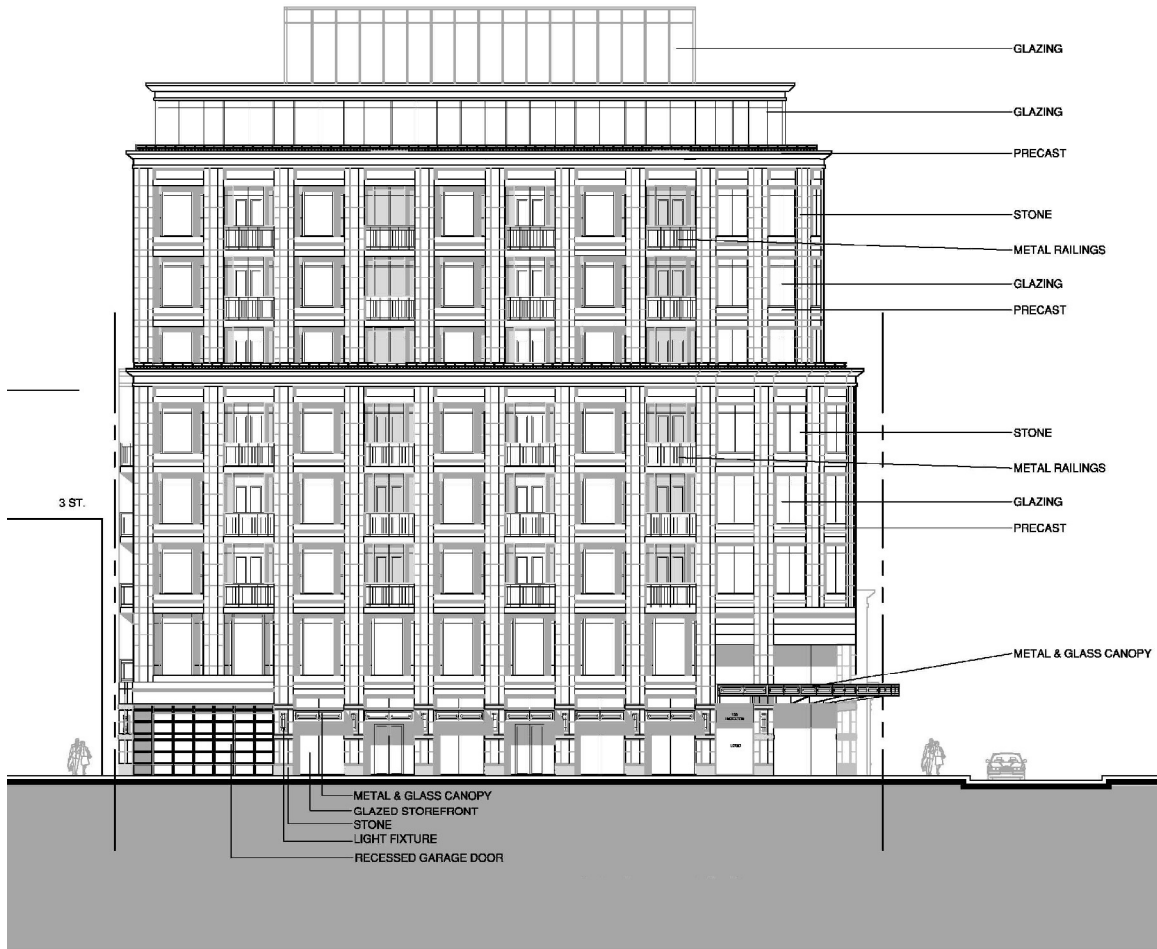 GLAZING
GLAZING
PRECAST
STONE
METAL RAILINGS
GLAZING
PRECAST
STONE
METAL RAILINGS
3 ST.
GLAZING
PRECAST
METAL & GLASS CANOPY
METAL & GLASS CANOPY
GLAZED STOREFRONT
STONE
LIGHT FIXTURE
RECESSED GARAGE DOOR